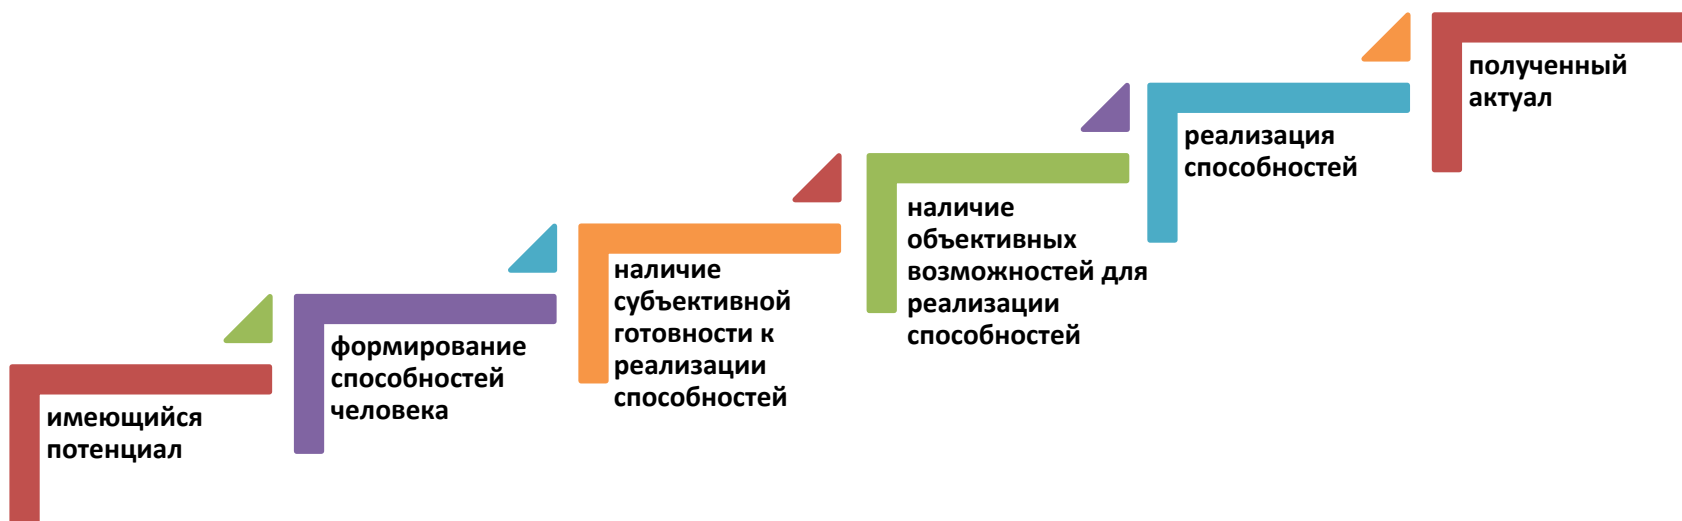 имеющийся
потенциал
формирование
способностей
человека
наличие
субъективной
готовности к
реализации
способностей
наличие
объективных
возможностей для
реализации
способностей
реализация
способностей
полученный
актуал